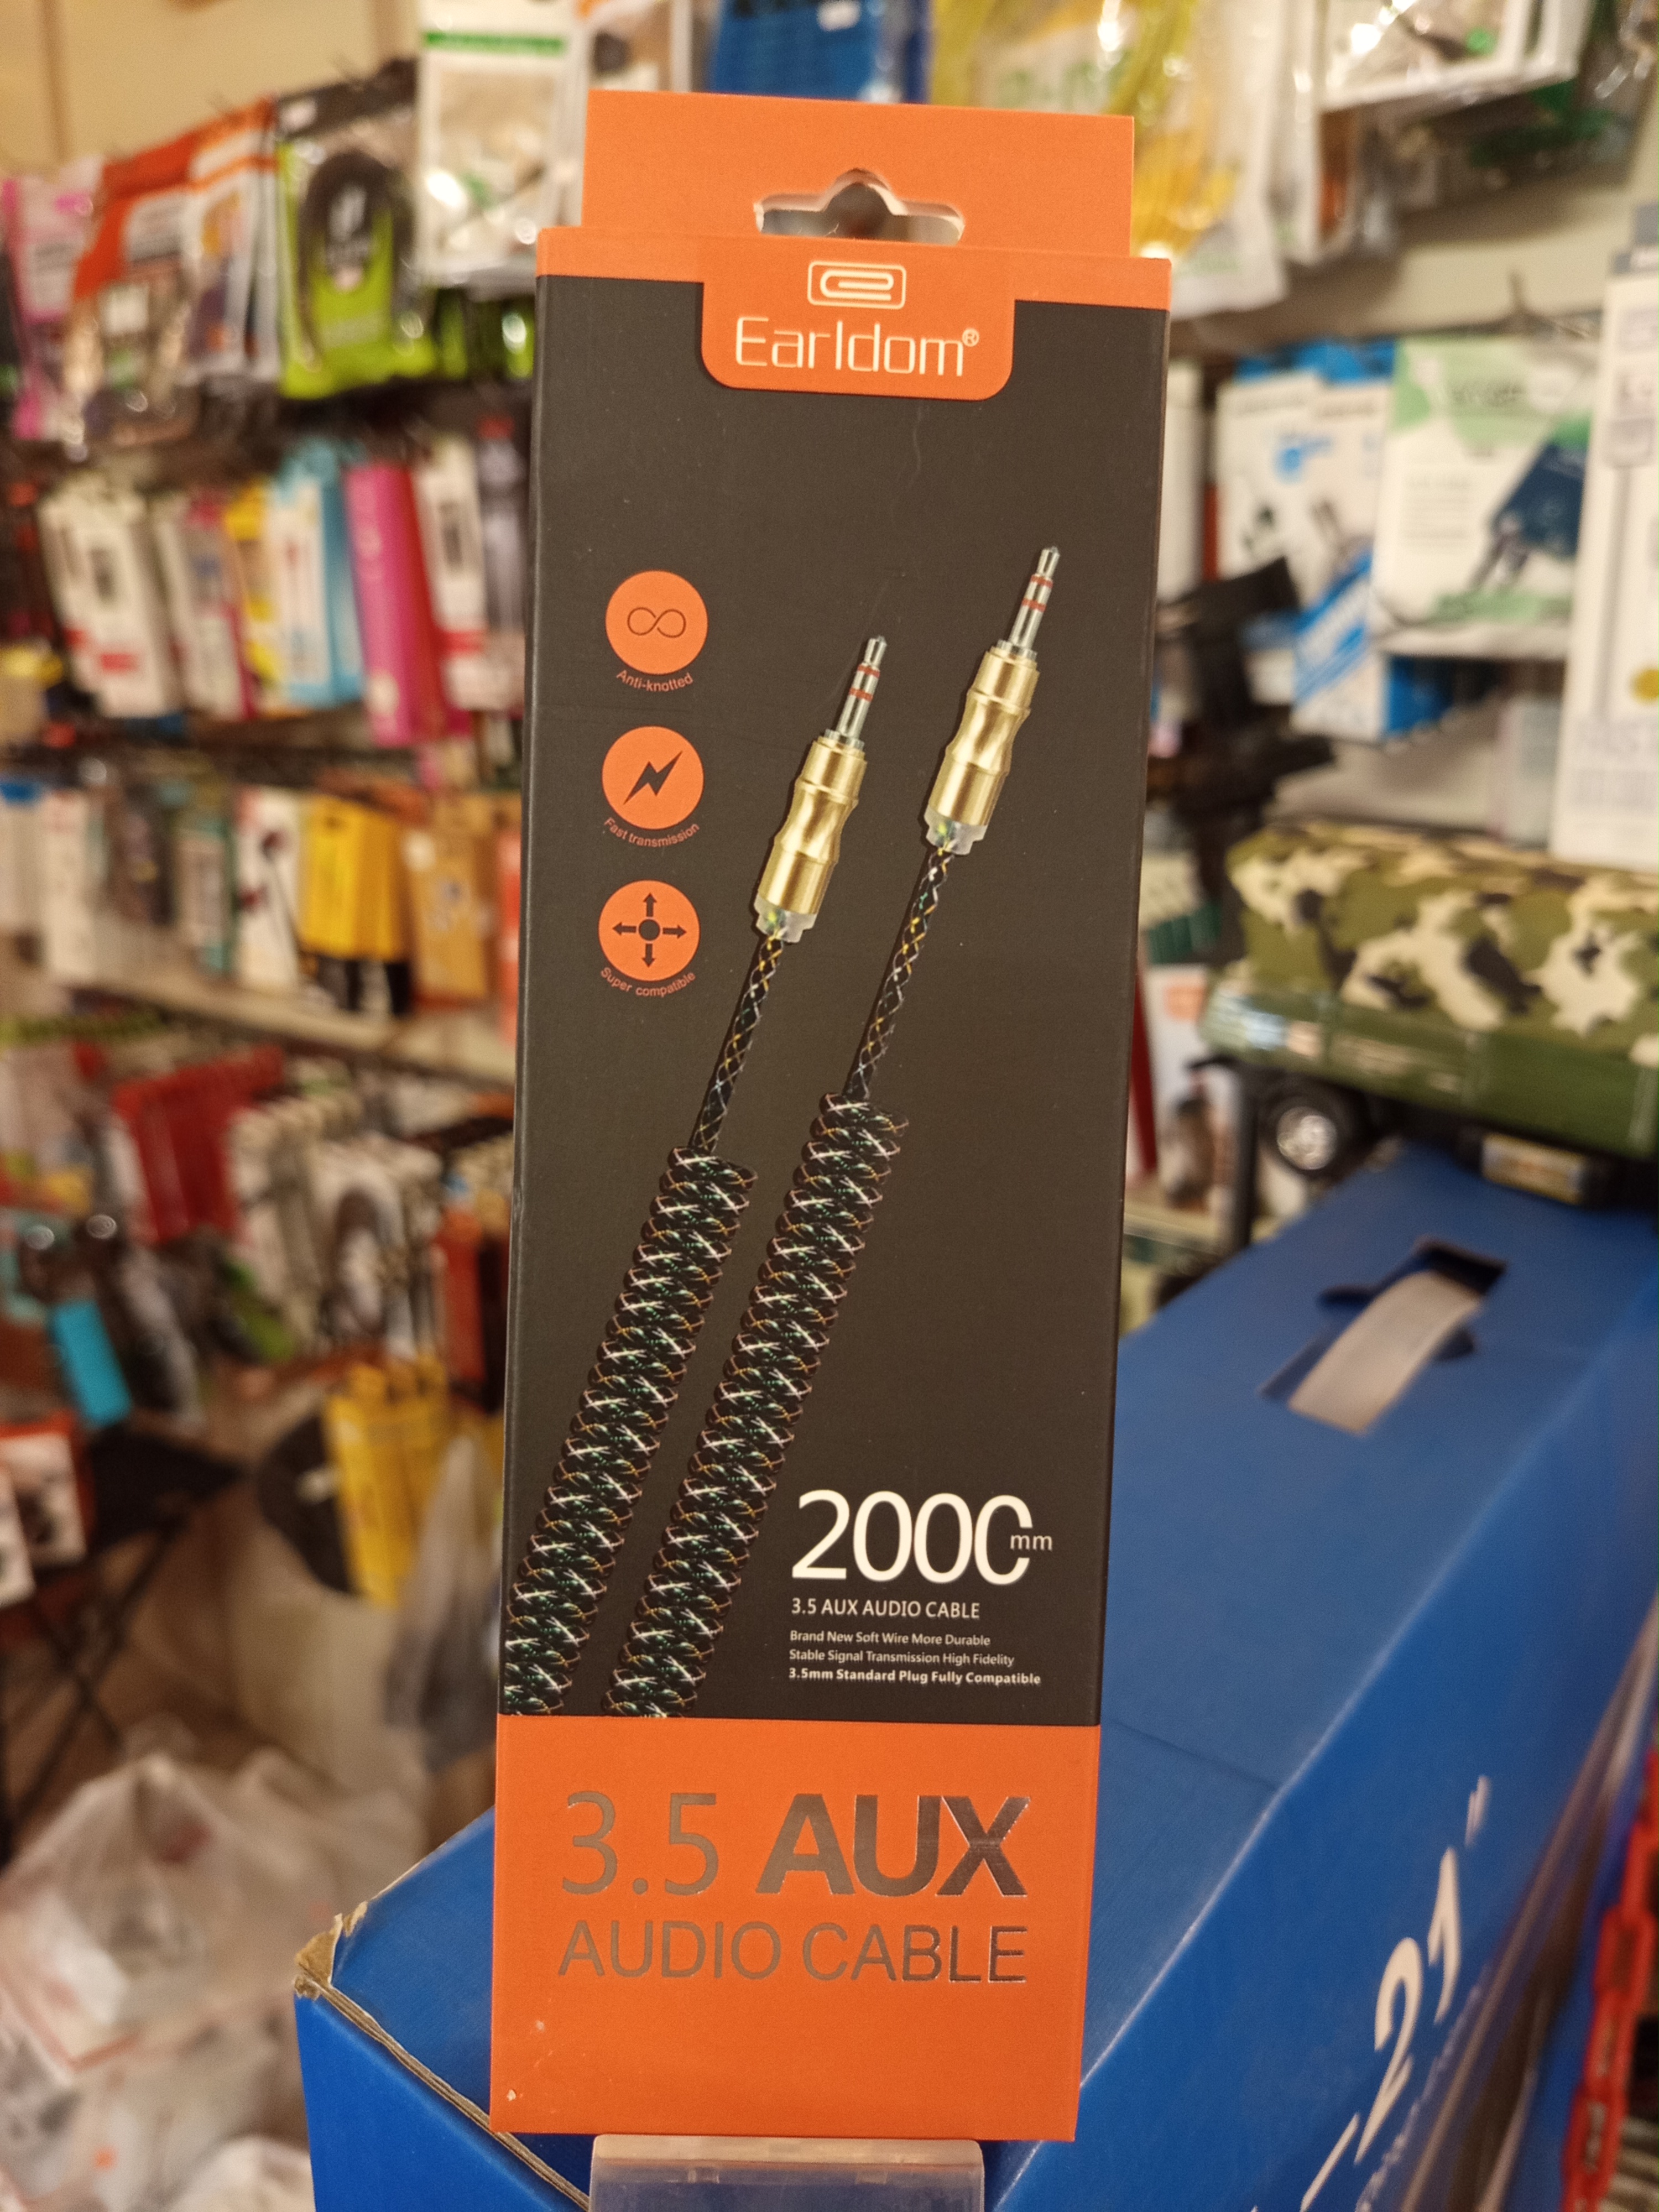 Earldom®
Anti-knotted
Fast transmission
Super compatible
2000mm
3.5 AUX AUDIO CABLE
Brand New Soft Wire More Durable
Stable Signal Transmission High Fidelity
3.5mm Standard Plug Fully Compatible
3.5 AUX
AUDIO CABLE
-21"